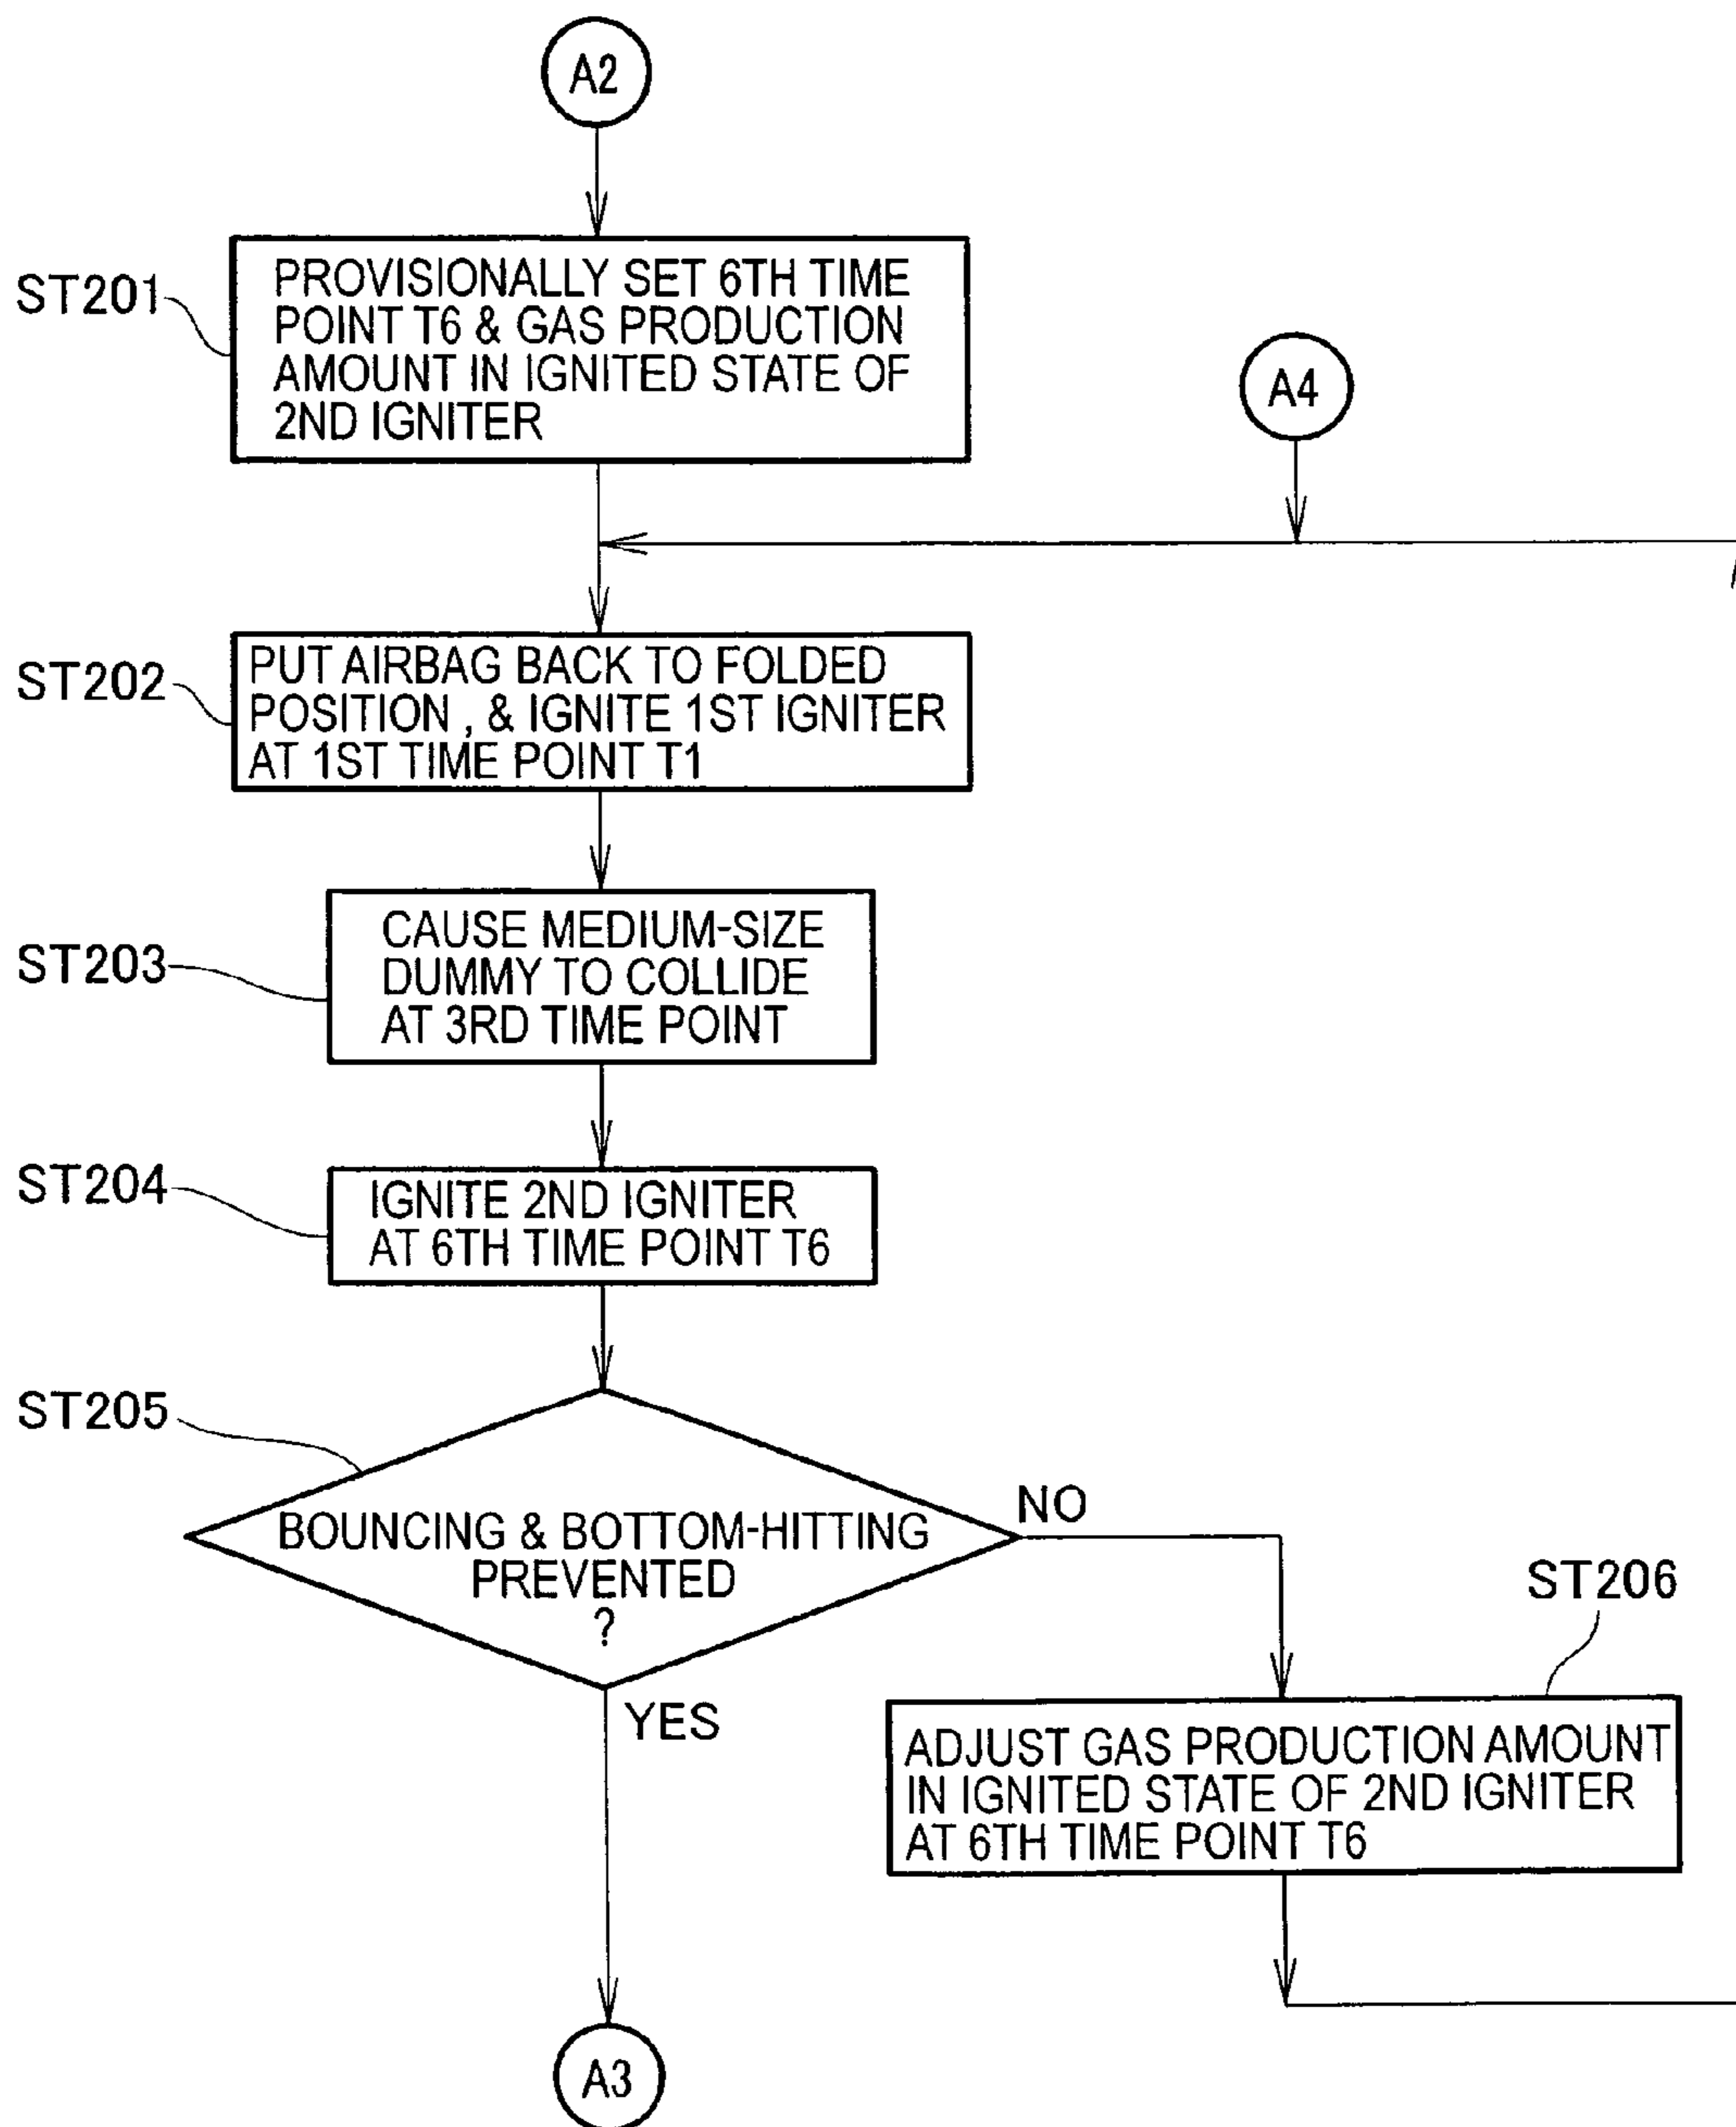 A2
ST201
PROVISIONALLY SET 6TH TIME
POINT T6 & GAS PRODUCTION
AMOUNT IN IGNITED STATE OF
2ND IGNITER
A4
ST202
PUT AIRBAG BACK TO FOLDED
POSITION , & IGNITE 1ST IGNITER
AT 1ST TIME POINT T1
ST203
CAUSE MEDIUM-SIZE
DUMMY TO COLLIDE
AT 3RD TIME POINT
ST204
IGNITE 2ND IGNITER
AT 6TH TIME POINT T6
ST205
BOUNCING & BOTTOM-HITTING
PREVENTED
?
NO
YES
ST206
ADJUST GAS PRODUCTION AMOUNT
IN IGNITED STATE OF 2ND IGNITER
AT 6TH TIME POINT T6
A3